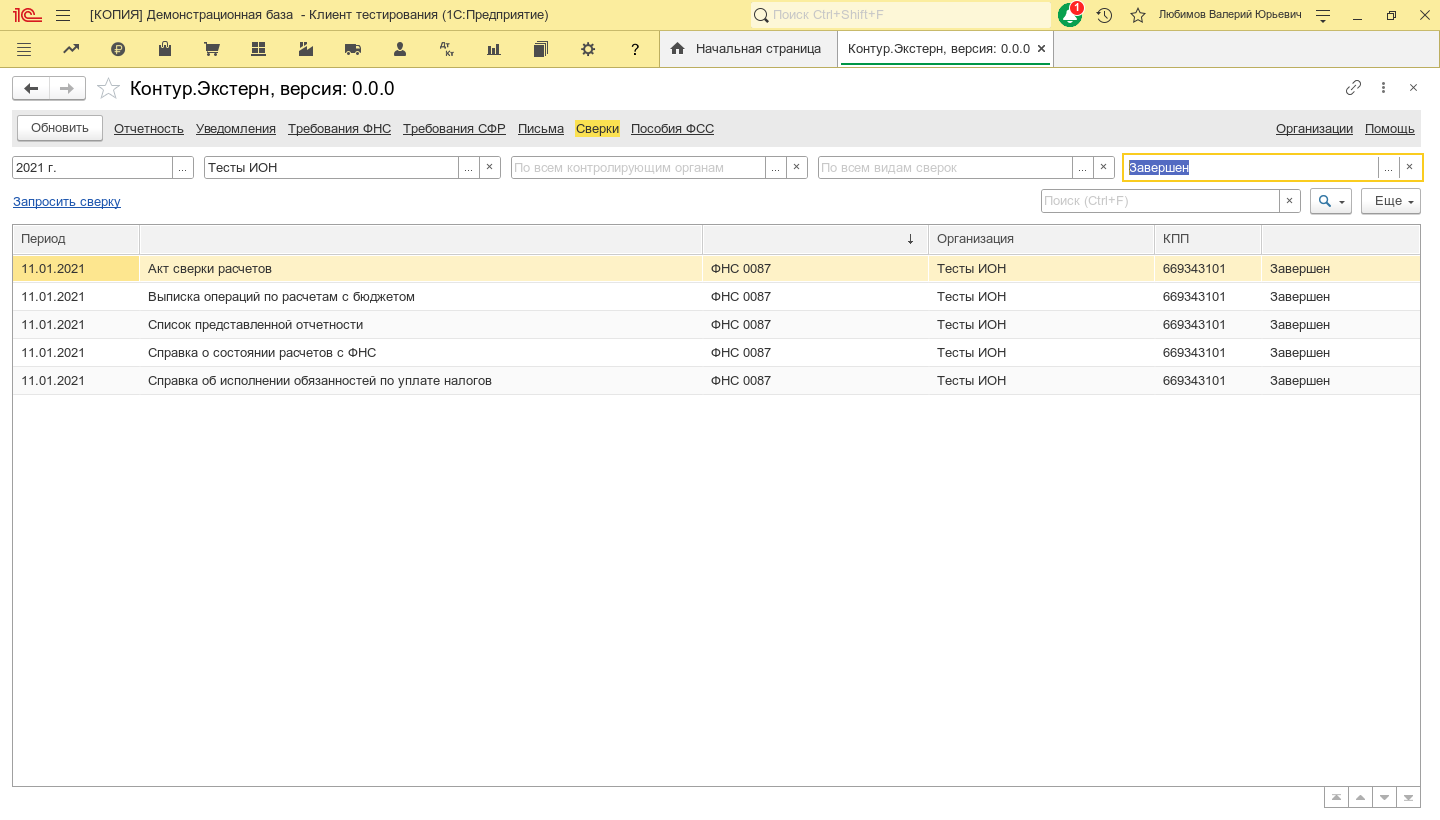 1С [КОПИЯ] Демонстрационная база - Клиент тестирования (1С:Предприятие) Поиск Ctrl+Shift+F 1 Любимов Валерий Юрьевич
Дт Кт ? Начальная страница Контур.Экстерн, версия: 0.0.0 ×
Контур.Экстерн, версия: 0.0.0
Обновить Отчетность Уведомления Требования ФНС Требования СФР Письма Сверки Пособия ФСС Организации Помощь
2021 г. ... Тесты ИОН ... × По всем контролирующим органам ... × По всем видам сверок ... × Завершен ... ×
Запросить сверку Поиск (Ctrl+F) × Еще
Период ↓ Организация КПП
11.01.2021 Акт сверки расчетов ФНС 0087 Тесты ИОН 669343101 Завершен
11.01.2021 Выписка операций по расчетам с бюджетом ФНС 0087 Тесты ИОН 669343101 Завершен
11.01.2021 Список представленной отчетности ФНС 0087 Тесты ИОН 669343101 Завершен
11.01.2021 Справка о состоянии расчетов с ФНС ФНС 0087 Тесты ИОН 669343101 Завершен
11.01.2021 Справка об исполнении обязанностей по уплате налогов ФНС 0087 Тесты ИОН 669343101 Завершен